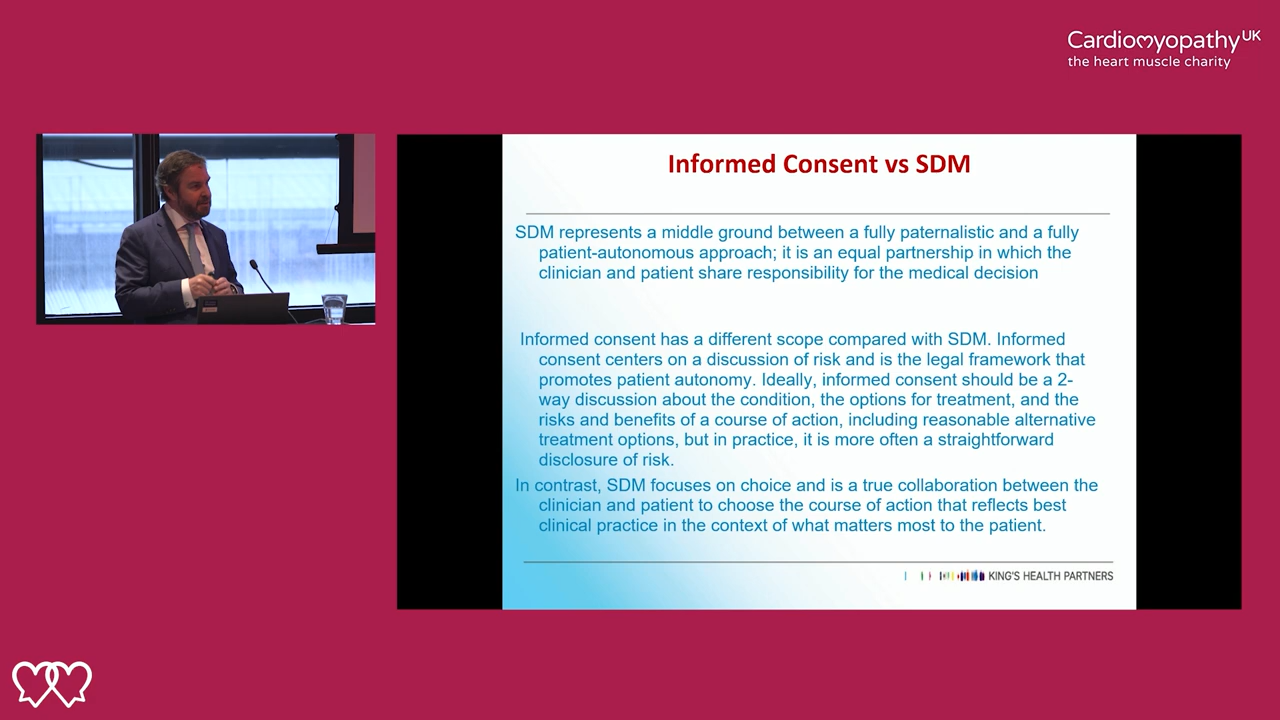 Cardiomyopathy UK
the heart muscle charity
Informed Consent vs SDM
SDM represents a middle ground between a fully paternalistic and a fully
patient-autonomous approach; it is an equal partnership in which the
clinician and patient share responsibility for the medical decision
Informed consent has a different scope compared with SDM. Informed
consent centers on a discussion of risk and is the legal framework that
promotes patient autonomy. Ideally, informed consent should be a 2-
way discussion about the condition, the options for treatment, and the
risks and benefits of a course of action, including reasonable alternative
treatment options, but in practice, it is more often a straightforward
disclosure of risk.
In contrast, SDM focuses on choice and is a true collaboration between the
clinician and patient to choose the course of action that reflects best
clinical practice in the context of what matters most to the patient.
KING'S HEALTH PARTNERS